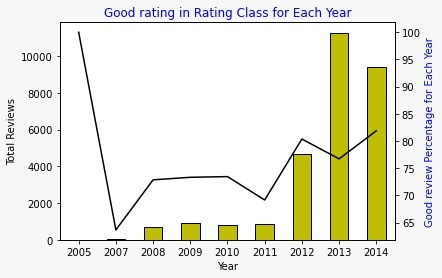 Good rating in Rating Class for Each Year
Total Reviews
10000
8000
6000
4000
2000
0
100
95
90
85
80
75
70
65
Good review Percentage for Each Year
2005 2007 2008 2009 2010 2011 2012 2013 2014
Year